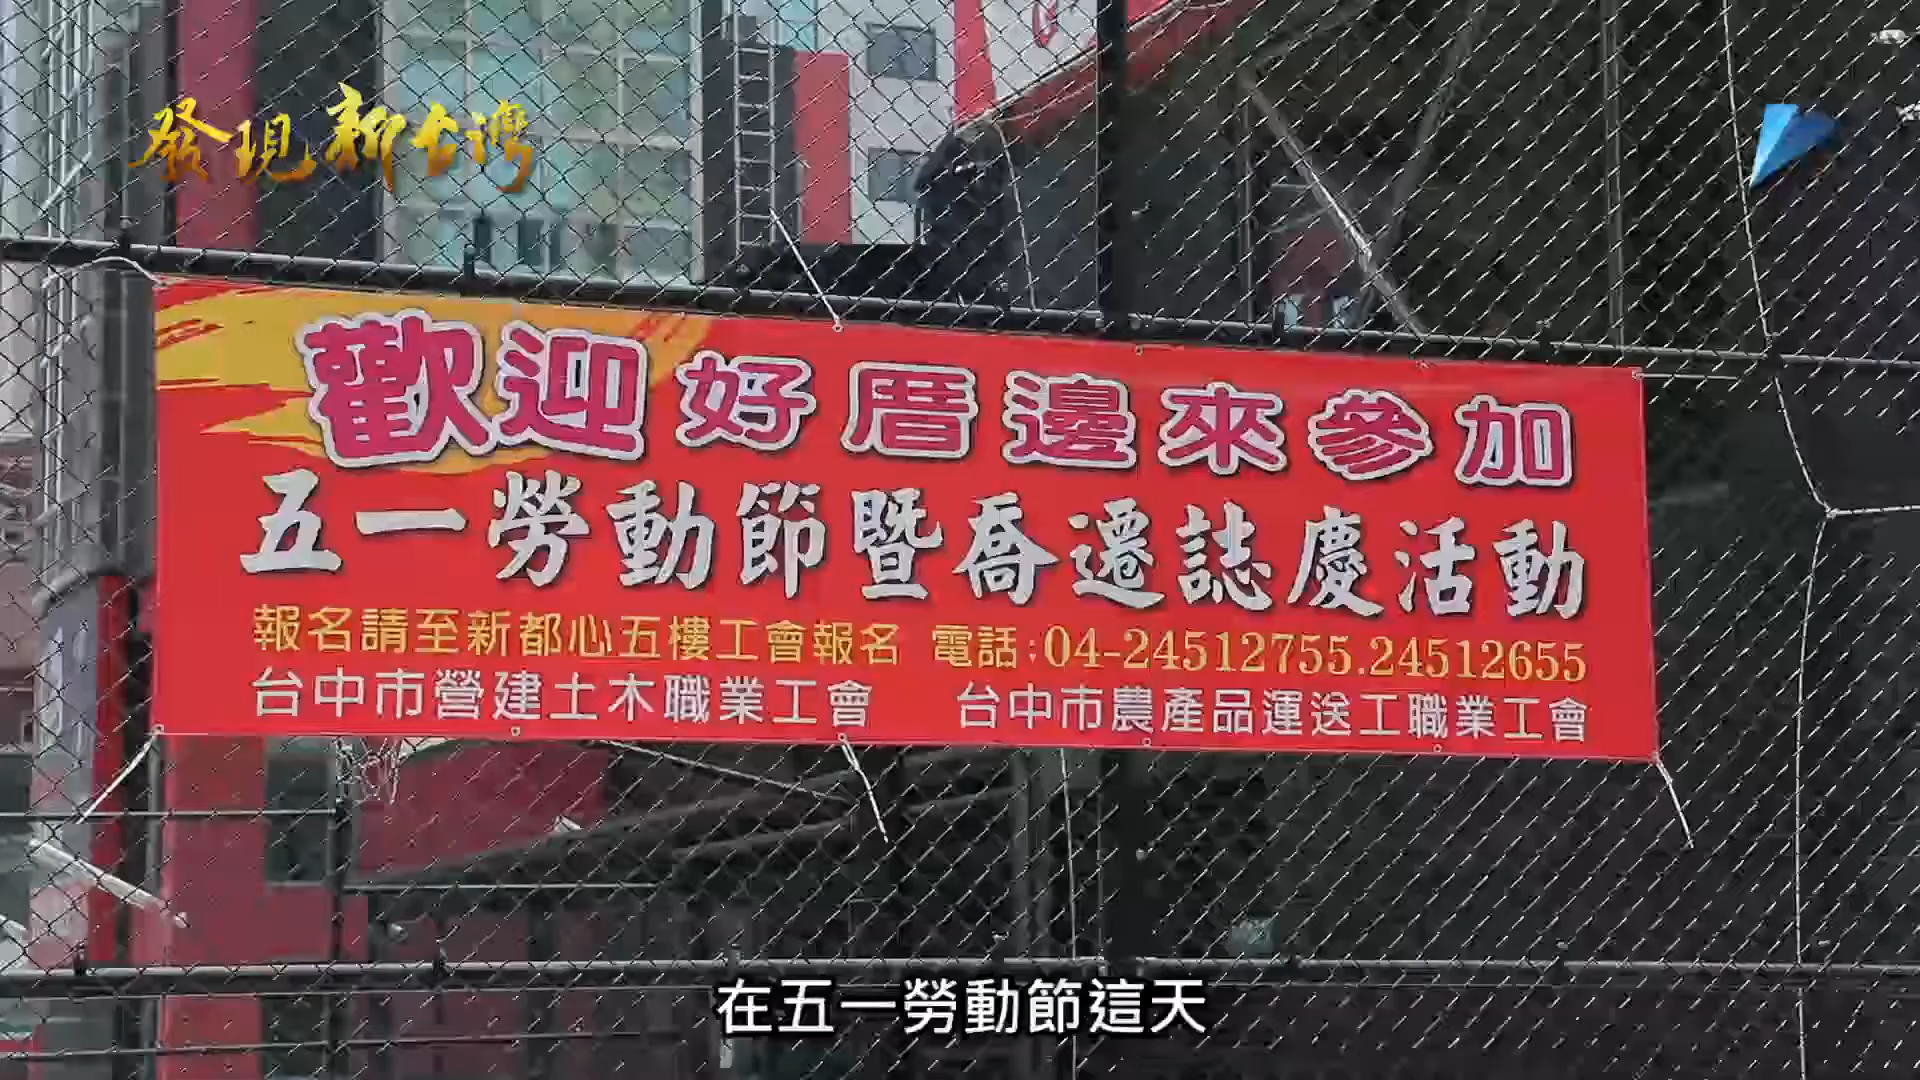 發現新台灣
歡迎好厝邊來參加
五一勞動節暨喬遷誌慶活動
報名請至新都心五樓工會報名 電話:04-24512755.24512655
台中市營建土木職業工會 台中市農產品運送工職業工會
在五一勞動節這天